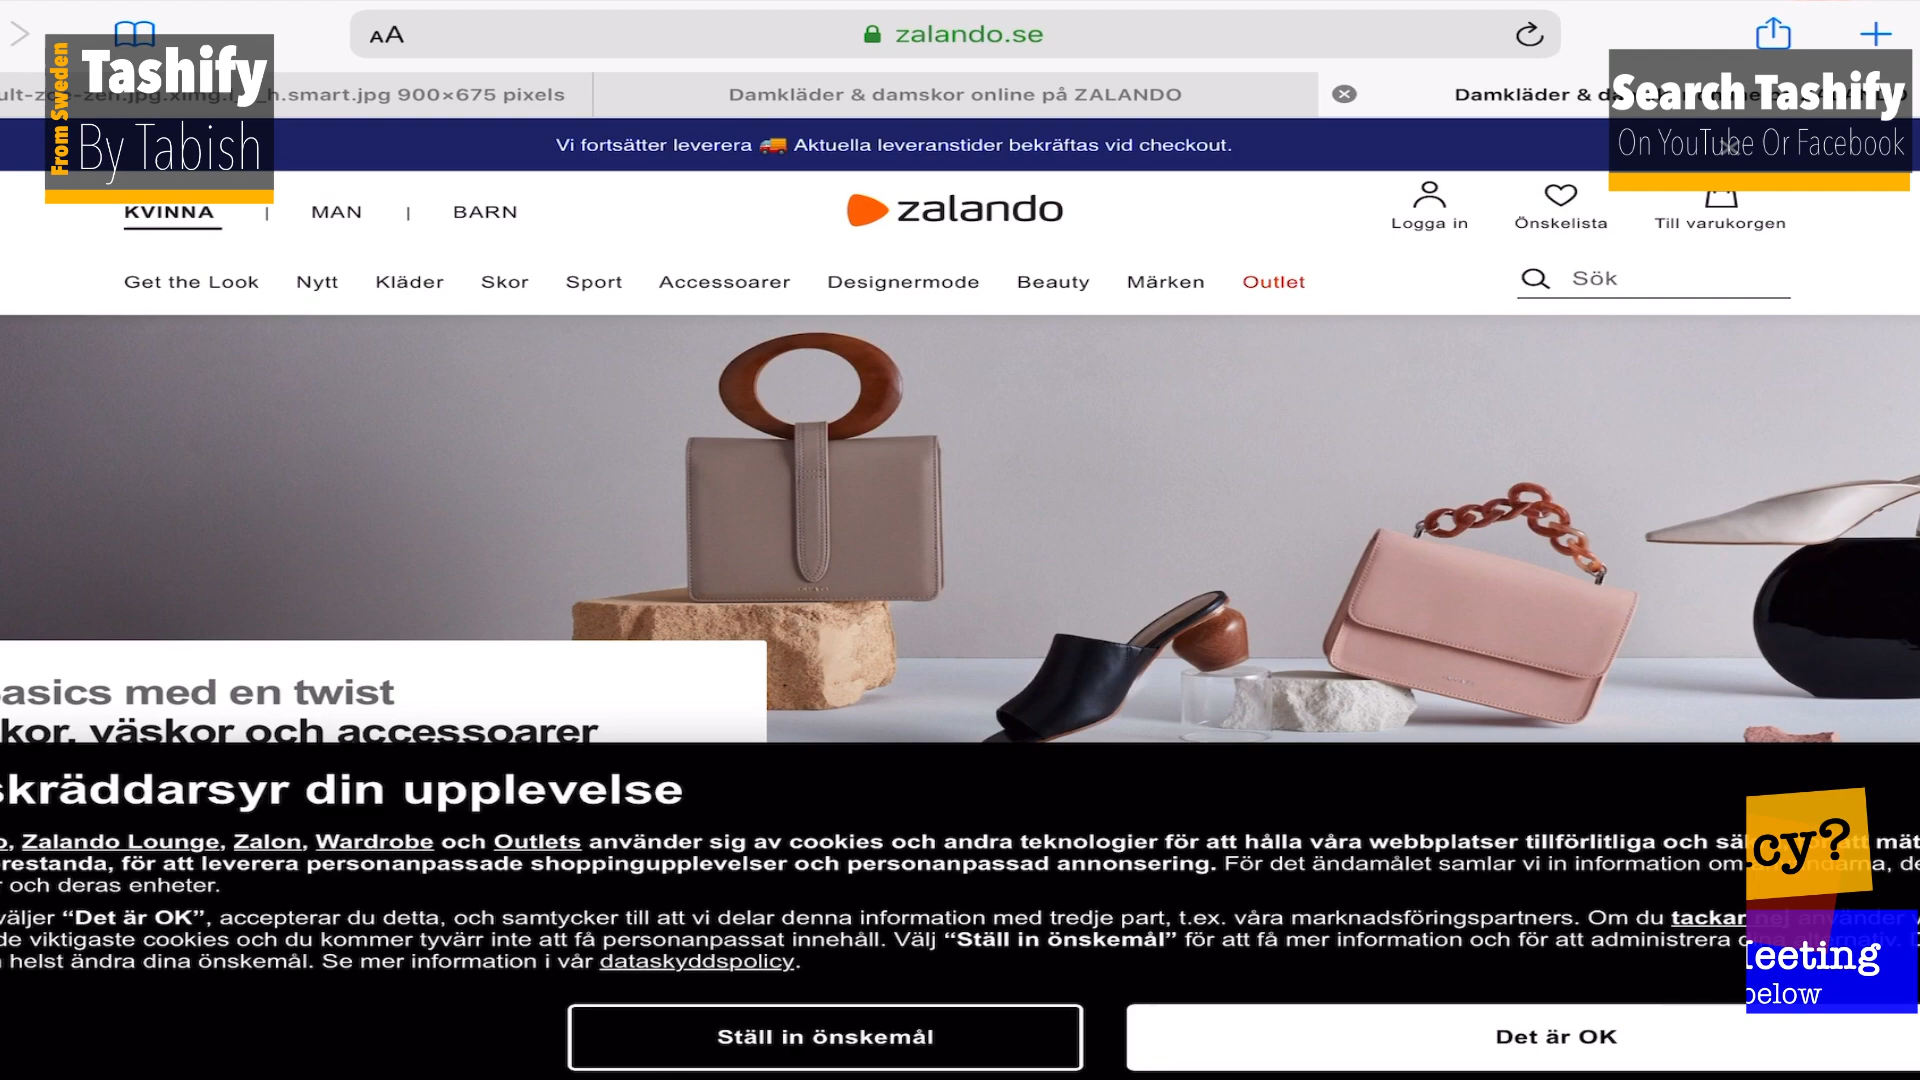 AA
zalando.se
h.smart.jpg 900×675 pixels
Damkläder & damskor online på ZALANDO
Damkläder &
From Sweden
Tashify
By Tabish
Search Tashify
On YouTube Or Facebook
Vi fortsätter leverera 🚚 Aktuella leveranstider bekräftas vid checkout.
KVINNA | MAN | BARN
zalando
Logga in
Önskelista
Till varukorgen
Get the Look Nytt Kläder Skor Sport Accessoarer Designermode Beauty Märken Outlet
Sök
asics med en twist
kor, väskor och accessoarer
skräddarsyr din upplevelse
o, Zalando Lounge, Zalon, Wardrobe och Outlets använder sig av cookies och andra teknologier för att hålla våra webbplatser tillförlitliga och
restanda, för att leverera personanpassade shoppingupplevelser och personanpassad annonsering. För det ändamålet samlar vi in information om
r och deras enheter.
väljer “Det är OK”, accepterar du detta, och samtycker till att vi delar denna information med tredje part, t.ex. våra marknadsföringspartners. Om du tackar nej använder
de viktigaste cookies och du kommer tyvärr inte att få personanpassat innehåll. Välj “Ställ in önskemål” för att få mer information och för att administrera
helst ändra dina önskemål. Se mer information i vår dataskyddspolicy.
cy?
eeting
below
Ställ in önskemål
Det är OK